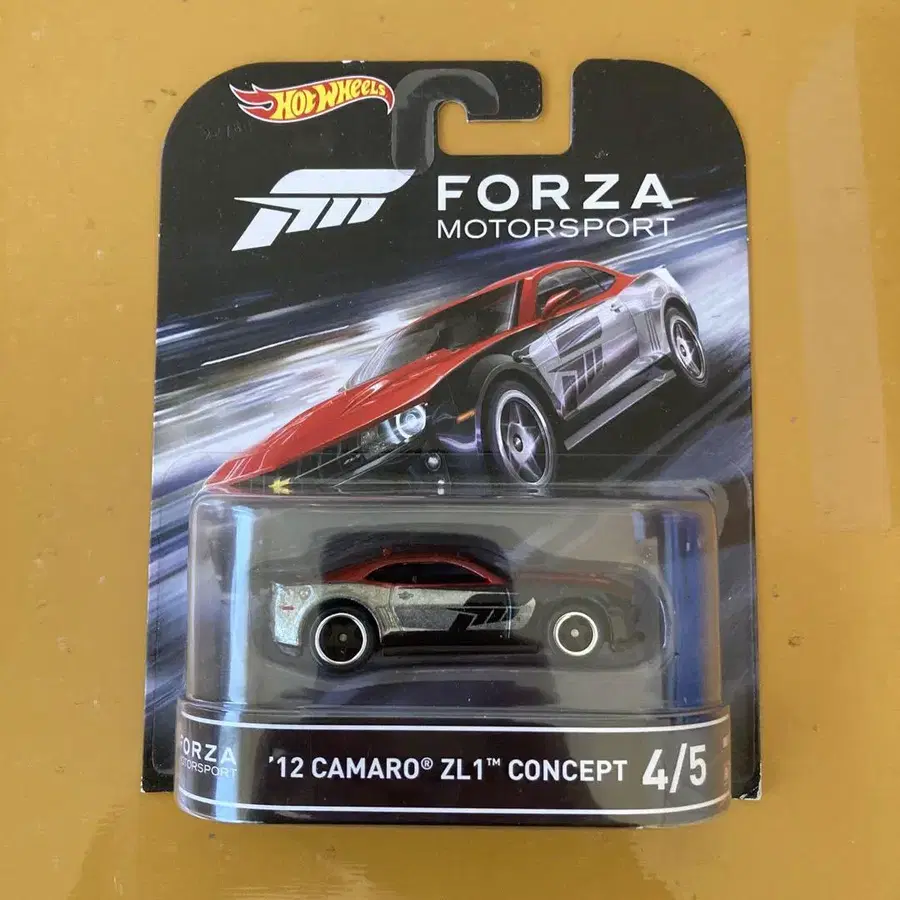 Hot Wheels
FORZA
MOTORSPORT
FORZA
MOTORSPORT
'12 CAMARO® ZL1™ CONCEPT 4/5